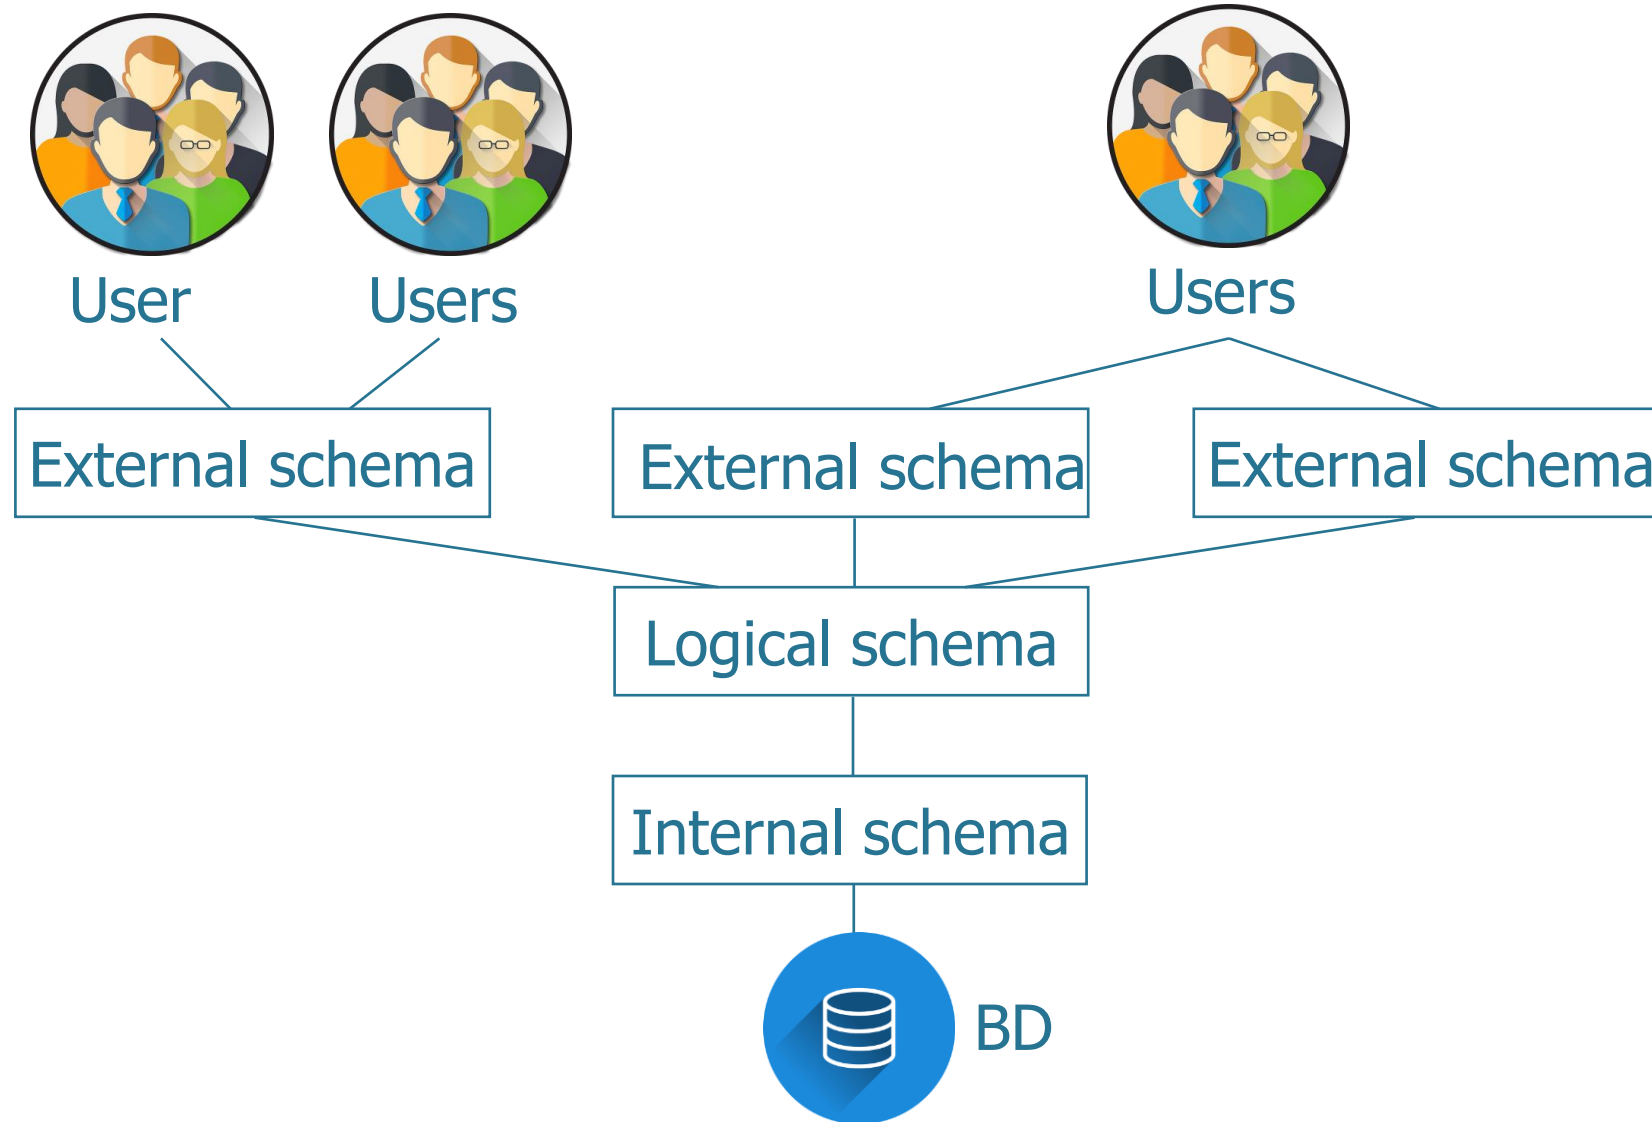 User
Users
Users
External schema
External schema
External schema
Logical schema
Internal schema
BD